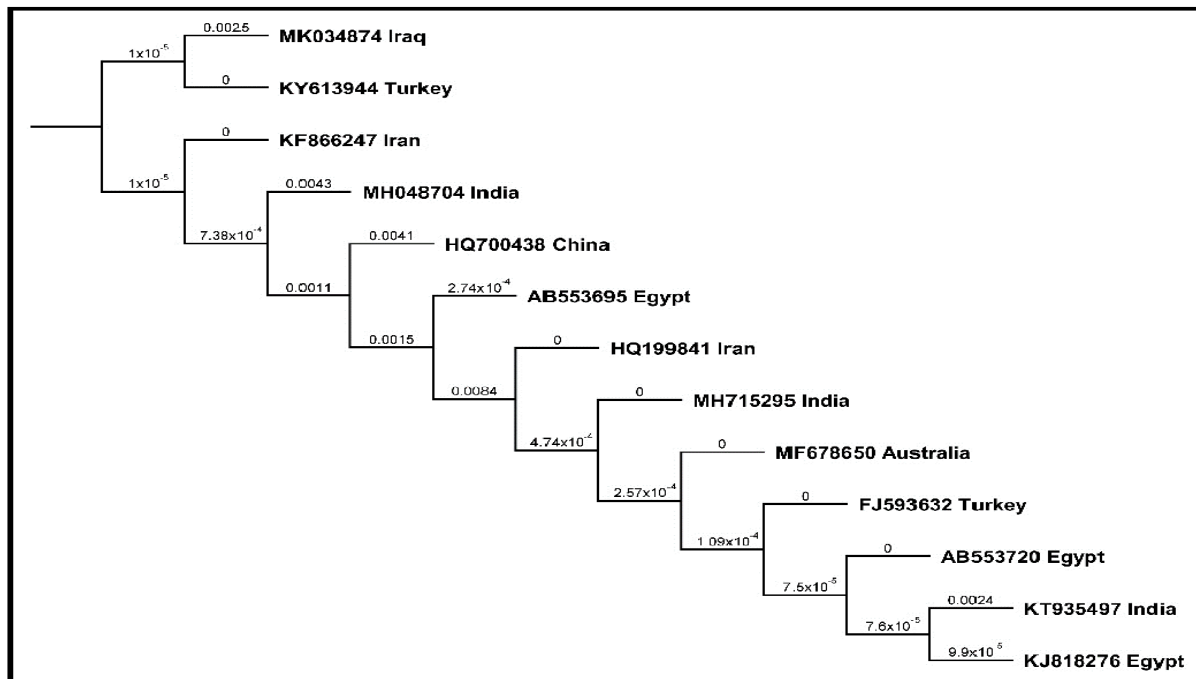 0.0025
MK034874 Iraq
1x10⁻⁵
0
KY613944 Turkey
0
KF866247 Iran
1x10⁻⁵
0.0043
MH048704 India
7.38x10⁻⁴
0.0041
HQ700438 China
0.0011
2.74x10⁻⁴
AB553695 Egypt
0.0015
0
HQ199841 Iran
0.0084
0
MH715295 India
4.74x10⁻⁴
0
MF678650 Australia
2.57x10⁻⁴
0
FJ593632 Turkey
1.09x10⁻⁴
0
AB553720 Egypt
7.5x10⁻⁵
0.0024
KT935497 India
7.6x10⁻⁵
9.9x10⁻⁵
KJ818276 Egypt